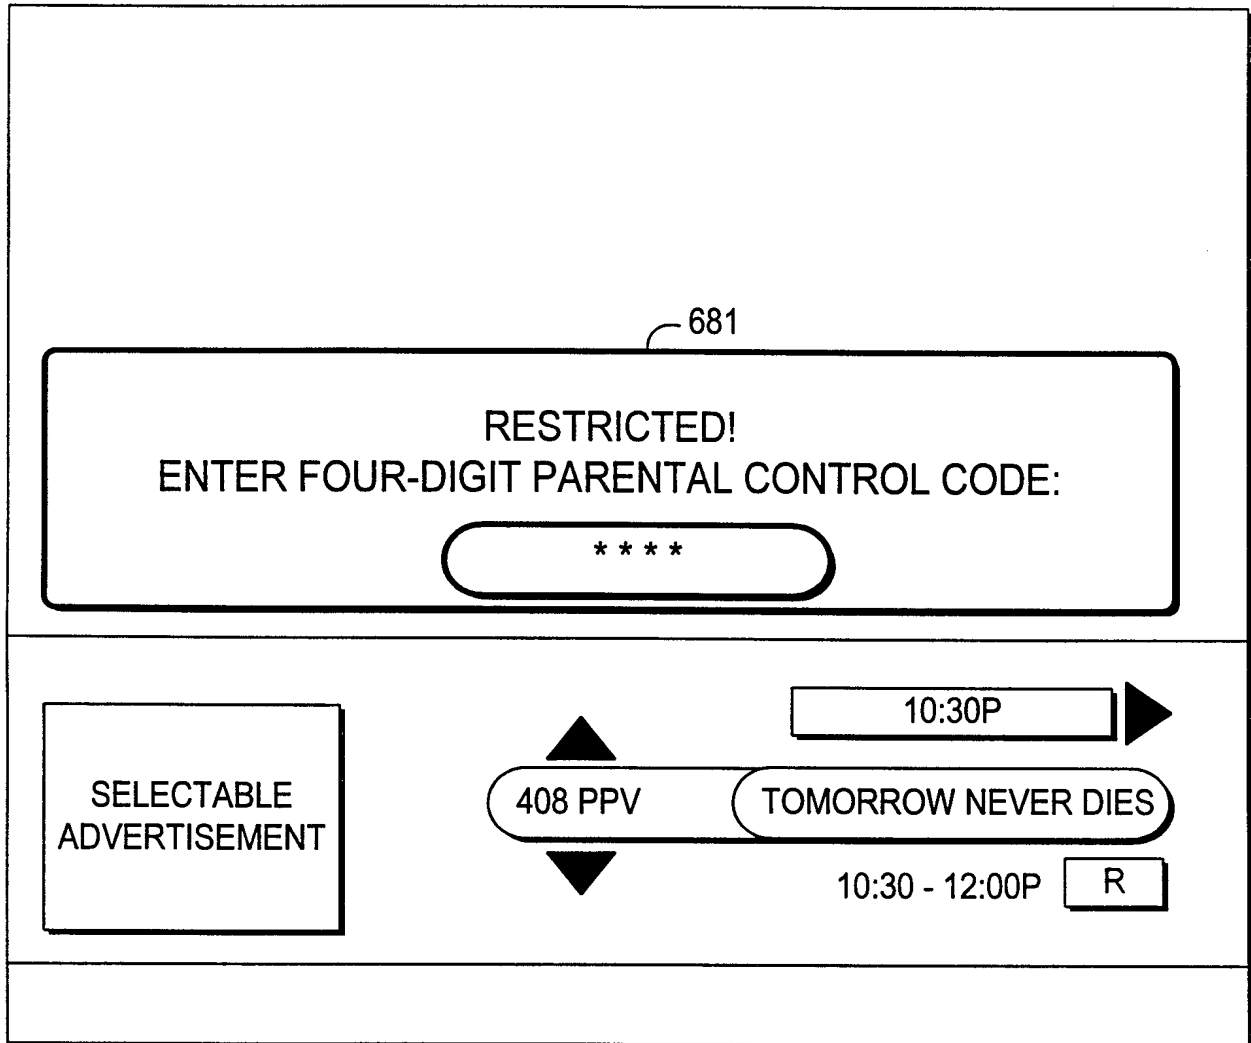 681
RESTRICTED!
ENTER FOUR-DIGIT PARENTAL CONTROL CODE:
* * * *
10:30P
SELECTABLE
ADVERTISEMENT
408 PPV
TOMORROW NEVER DIES
10:30 - 12:00P
R